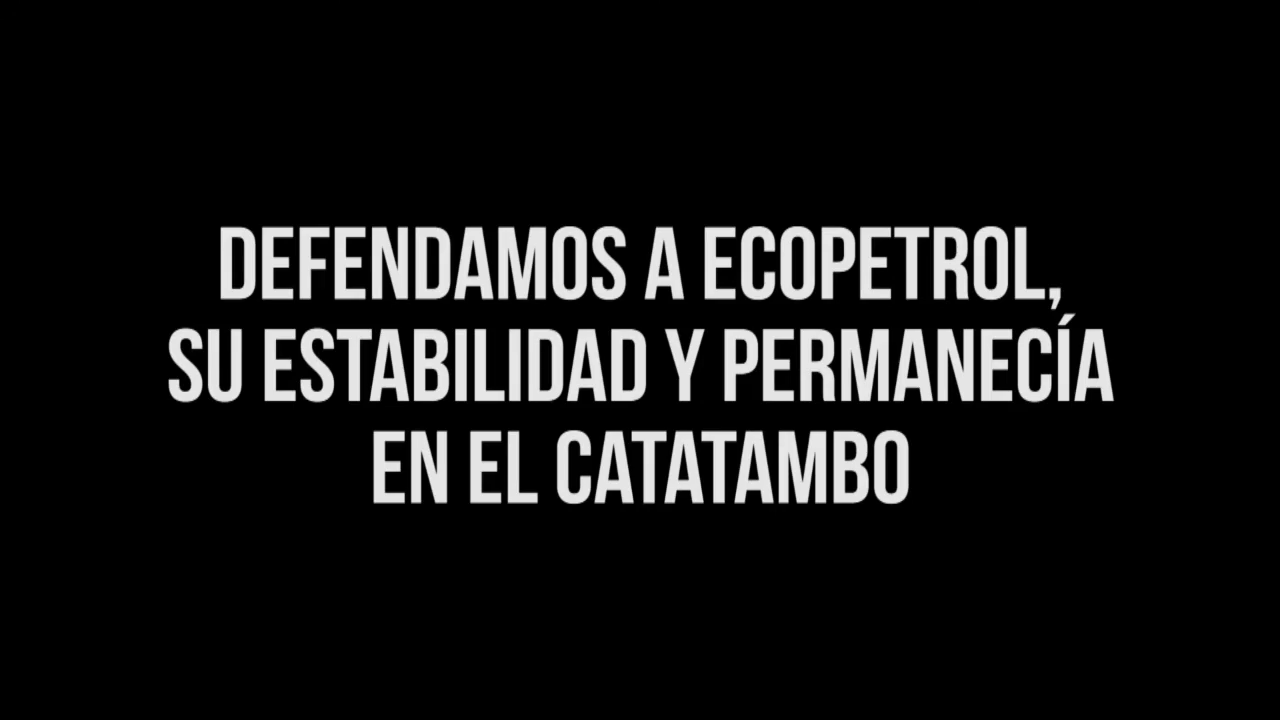 DEFENDAMOS A ECOPETROL,
SU ESTABILIDAD Y PERMANECÍA
EN EL CATATAMBO